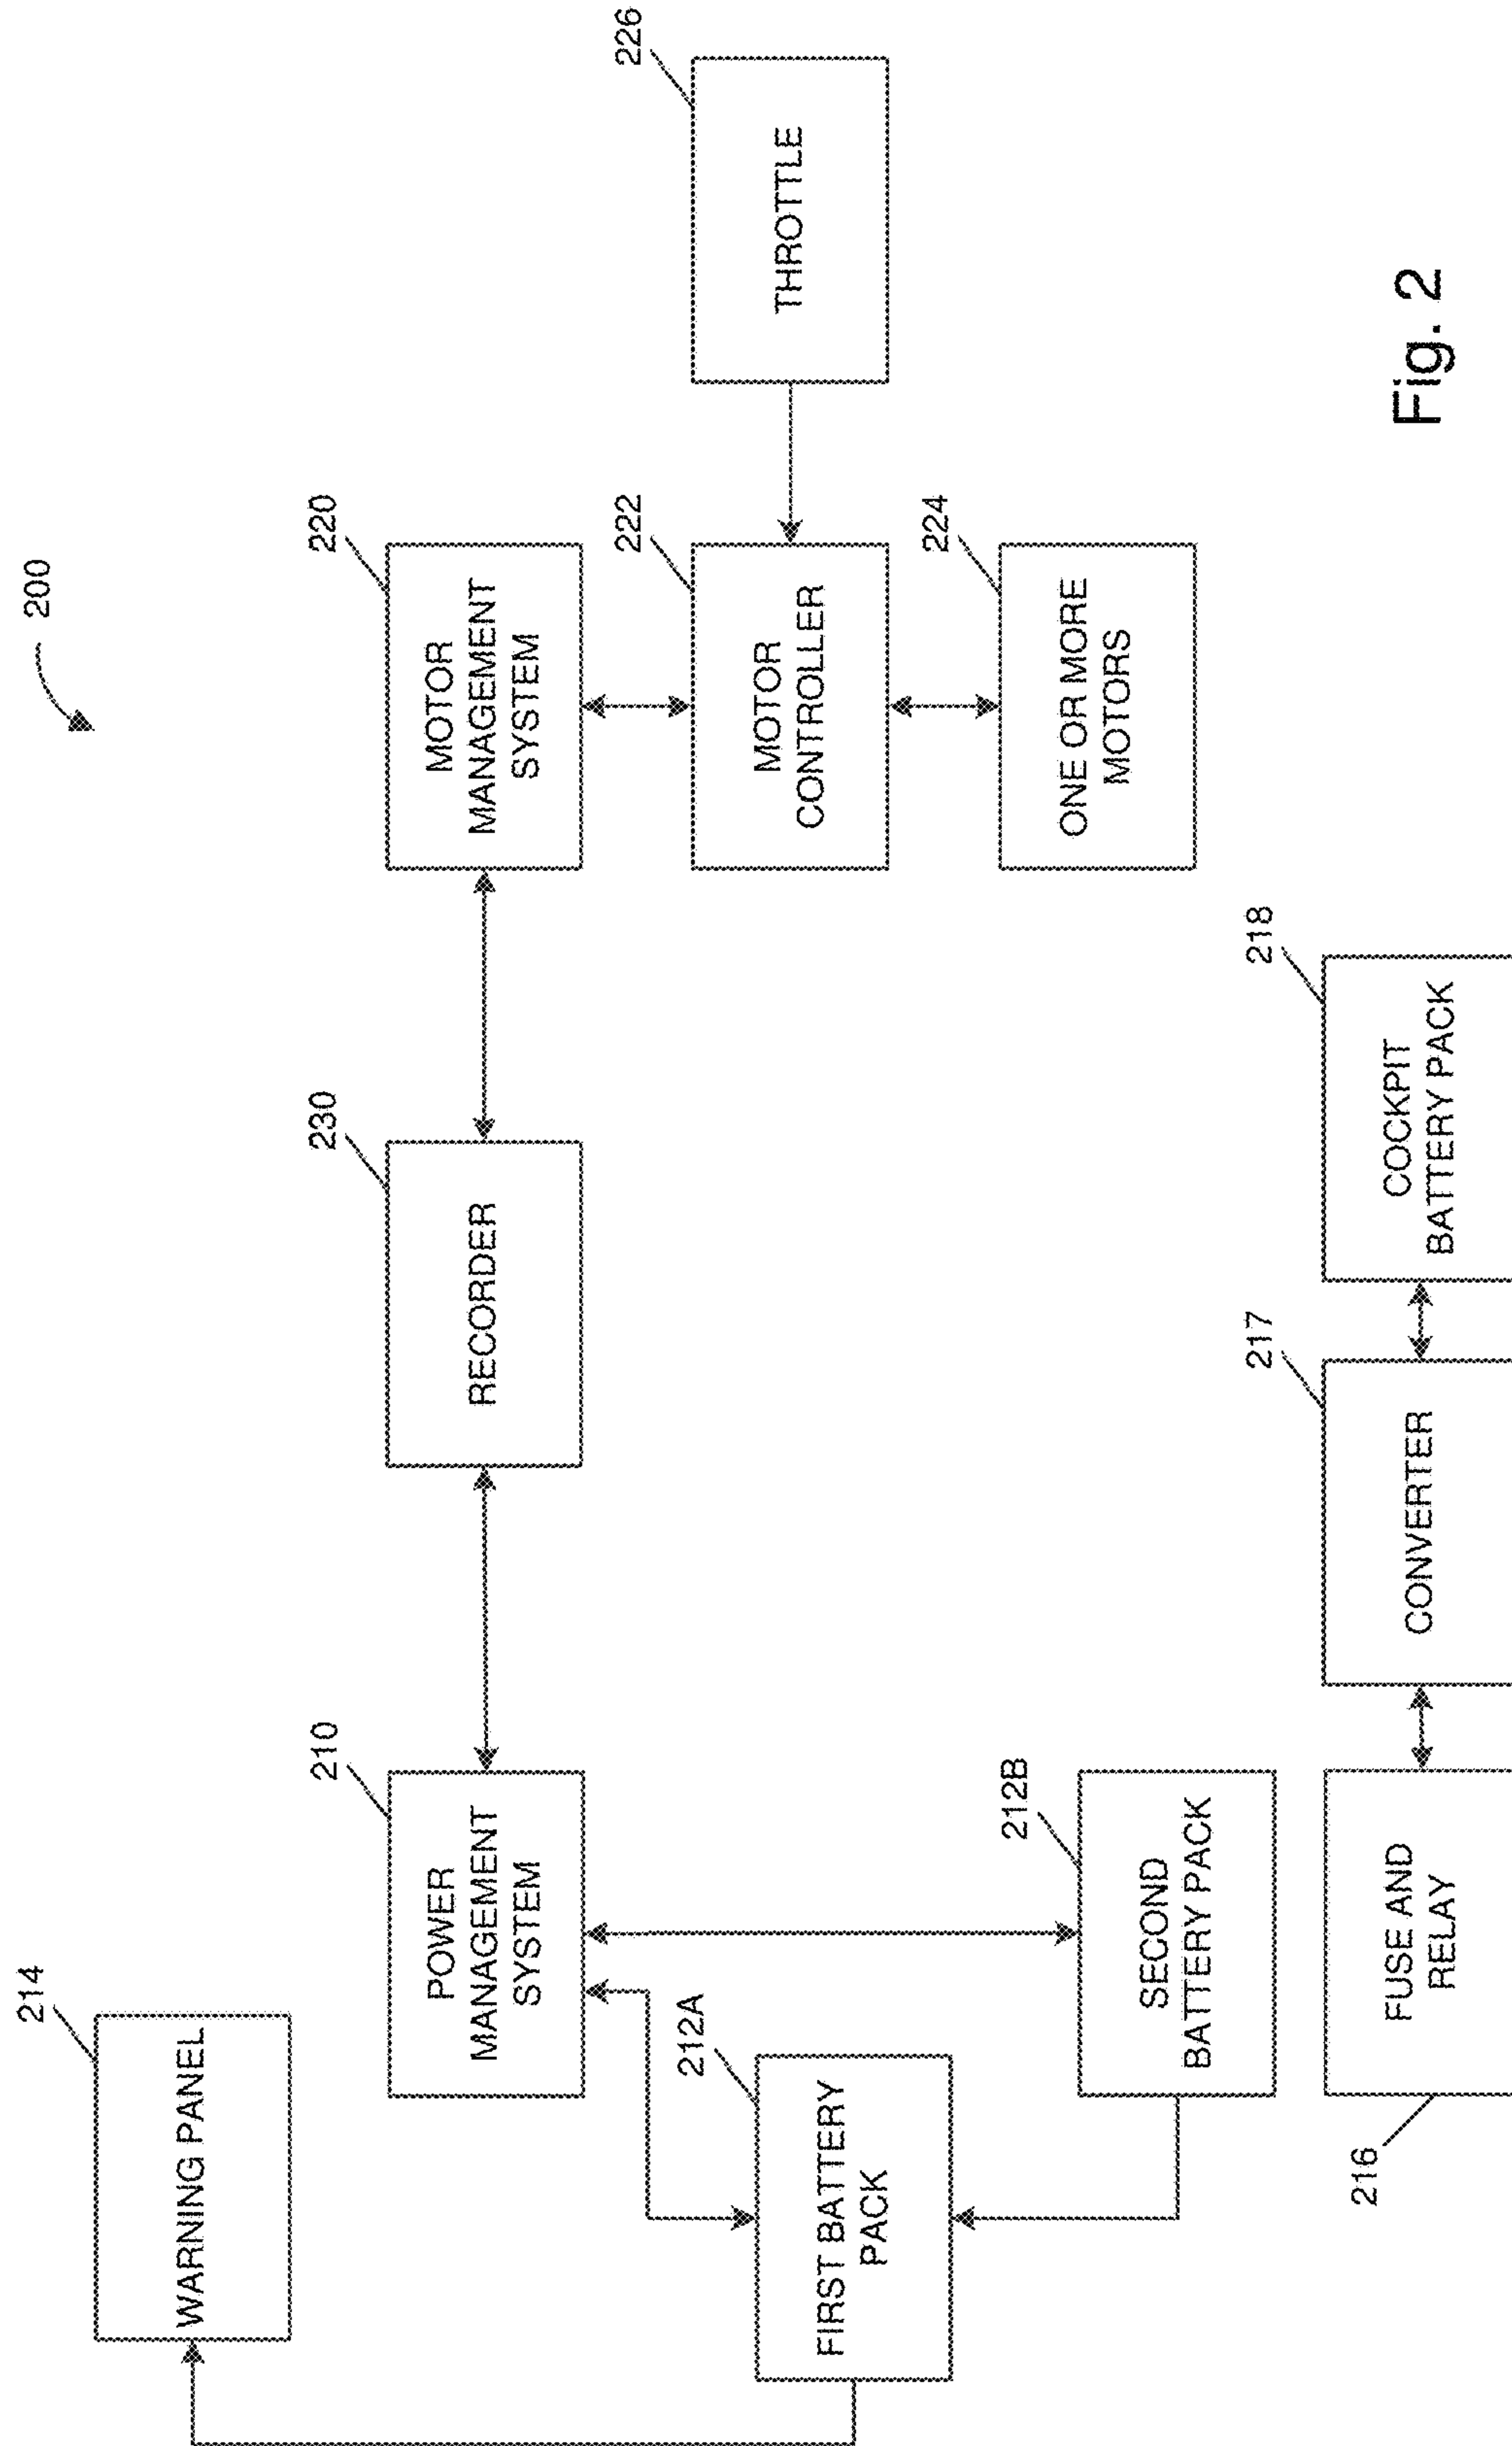 200
214
WARNING PANEL
210
POWER
MANAGEMENT
SYSTEM
230
RECORDER
220
MOTOR
MANAGEMENT
SYSTEM
212A
FIRST BATTERY
PACK
222
MOTOR
CONTROLLER
226
THROTTLE
212B
SECOND
BATTERY PACK
224
ONE OR MORE
MOTORS
216
FUSE AND
RELAY
217
CONVERTER
218
COCKPIT
BATTERY PACK
Fig. 2